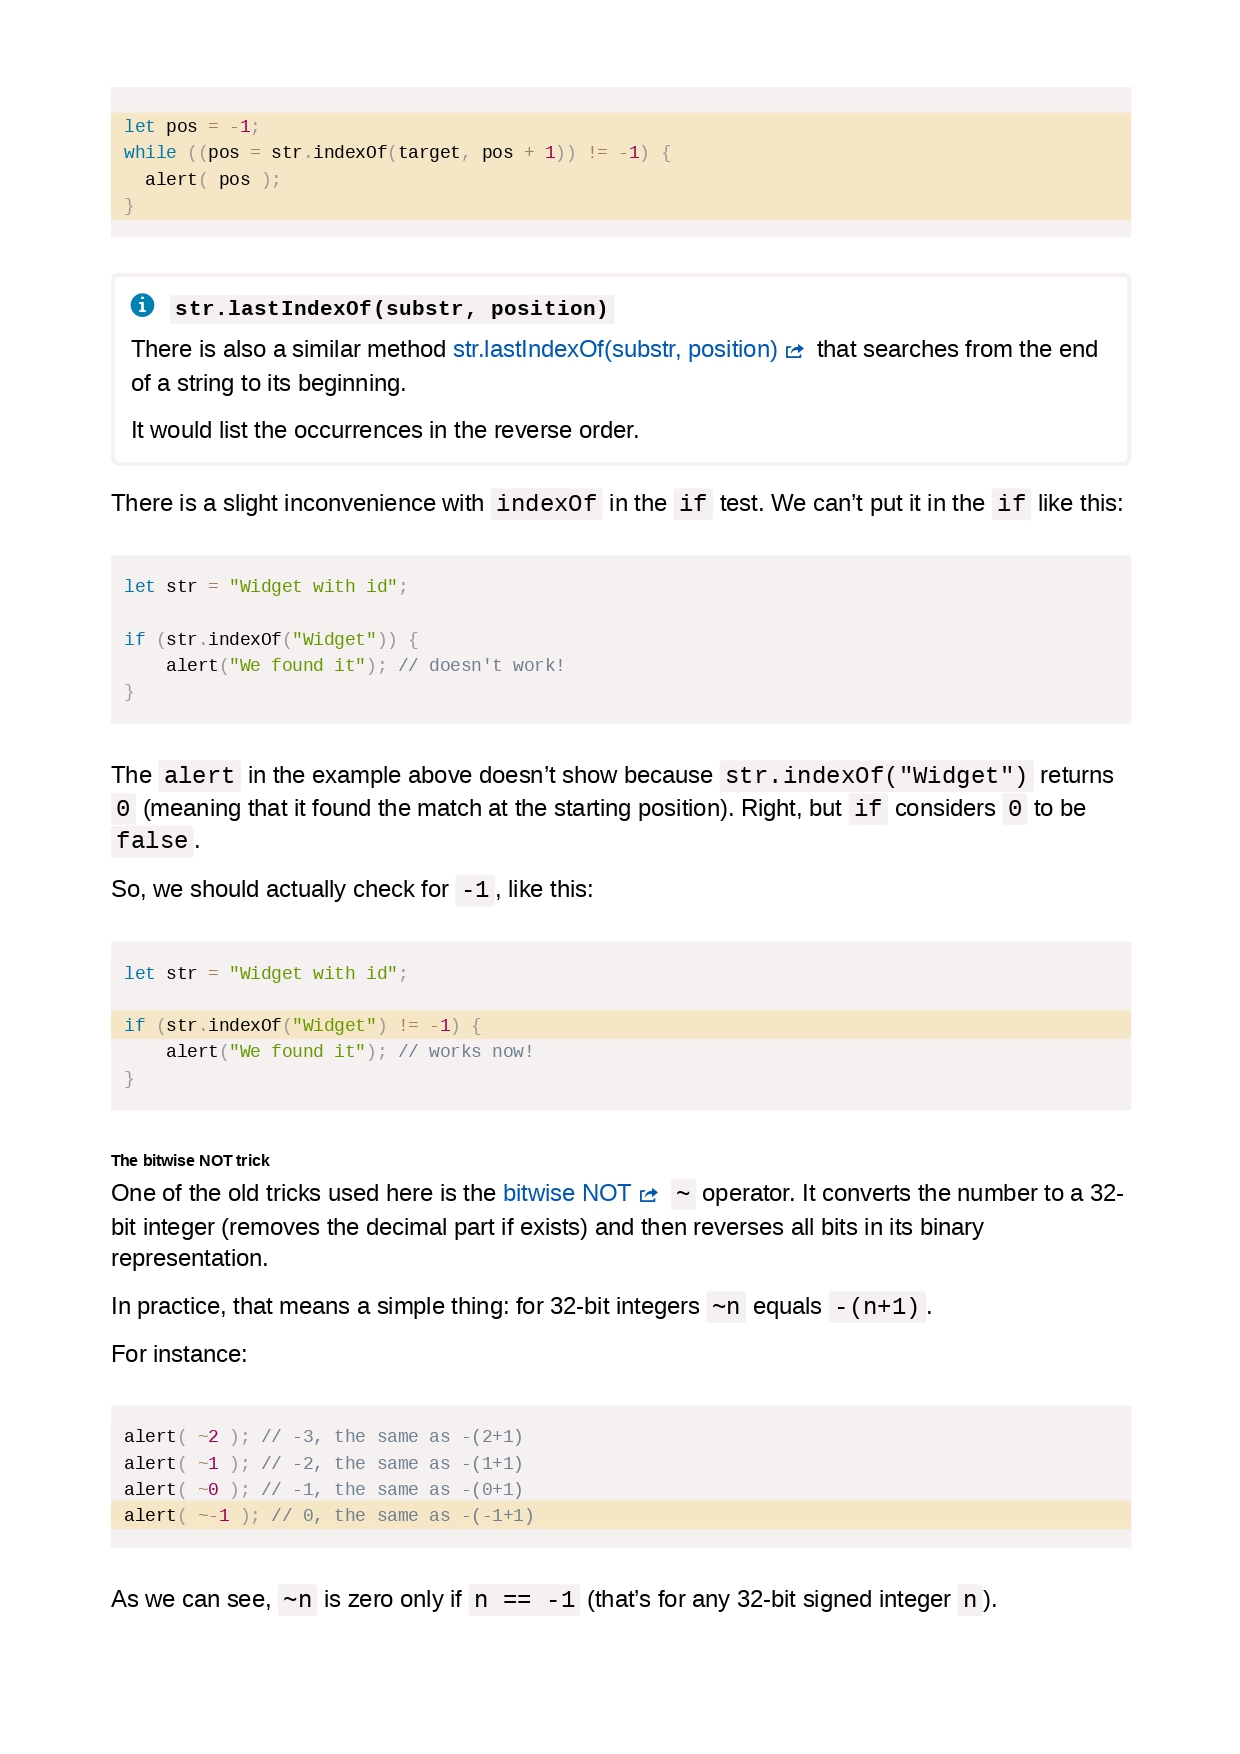 let pos = -1;
while ((pos = str.indexOf(target, pos + 1)) != -1) {
  alert( pos );
}
str.lastIndexOf(substr, position)
There is also a similar method str.lastIndexOf(substr, position) that searches from the end
of a string to its beginning.
It would list the occurrences in the reverse order.
There is a slight inconvenience with indexOf in the if test. We can’t put it in the if like this:
let str = "Widget with id";
if (str.indexOf("Widget")) {
    alert("We found it"); // doesn't work!
}
The alert in the example above doesn’t show because str.indexOf("Widget") returns
0 (meaning that it found the match at the starting position). Right, but if considers 0 to be
false.
So, we should actually check for -1, like this:
let str = "Widget with id";
if (str.indexOf("Widget") != -1) {
    alert("We found it"); // works now!
}
The bitwise NOT trick
One of the old tricks used here is the bitwise NOT ~ operator. It converts the number to a 32-
bit integer (removes the decimal part if exists) and then reverses all bits in its binary
representation.
In practice, that means a simple thing: for 32-bit integers ~n equals -(n+1).
For instance:
alert( ~2 ); // -3, the same as -(2+1)
alert( ~1 ); // -2, the same as -(1+1)
alert( ~0 ); // -1, the same as -(0+1)
alert( ~-1 ); // 0, the same as -(-1+1)
As we can see, ~n is zero only if n == -1 (that’s for any 32-bit signed integer n).